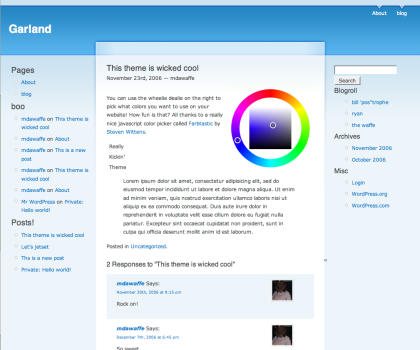 About blog
Garland
Pages
About
blog
boo
mdawaffe on This theme is
wicked cool
mdawaffe on About
mdawaffe on This is a new
post
mdawaffe on This theme is
wicked cool
mdawaffe on About
Mr WordPress on Private:
Hello world!
Posts!
This theme is wicked cool
Let's Jetset
This is a new post
Private: Hello world!
This theme is wicked cool
November 23rd, 2006 — mdawaffe
You can use the wheelie dealie on the right to
pick what colors you want to use on your
website! How fun is that? All thanks to a really
nice javascript color picker called Farbtastic by
Steven Wittens.
Really
Kickin'
Theme
Lorem ipsum dolor sit amet, consectetur adipisicing elit, sed do
eiusmod tempor incididunt ut labore et dolore magna aliqua. Ut enim
ad minim veniam, quis nostrud exercitation ullamco laboris nisi ut
aliquip ex ea commodo consequat. Duis aute irure dolor in
reprehenderit in voluptate velit esse cillum dolore eu fugiat nulla
pariatur. Excepteur sint occaecat cupidatat non proident, sunt in
culpa qui officia deserunt mollit anim id est laborum.
Posted in Uncategorized.
2 Responses to "This theme is wicked cool"
mdawaffe Says:
November 30th, 2006 at 9:15 pm
Rock on!
mdawaffe Says:
December 7th, 2006 at 6:45 pm
So sweet
Search
Blogroll
bill 'pos"trophe
ryan
the waffe
Archives
November 2006
October 2006
Misc
Login
WordPress.org
WordPress.com